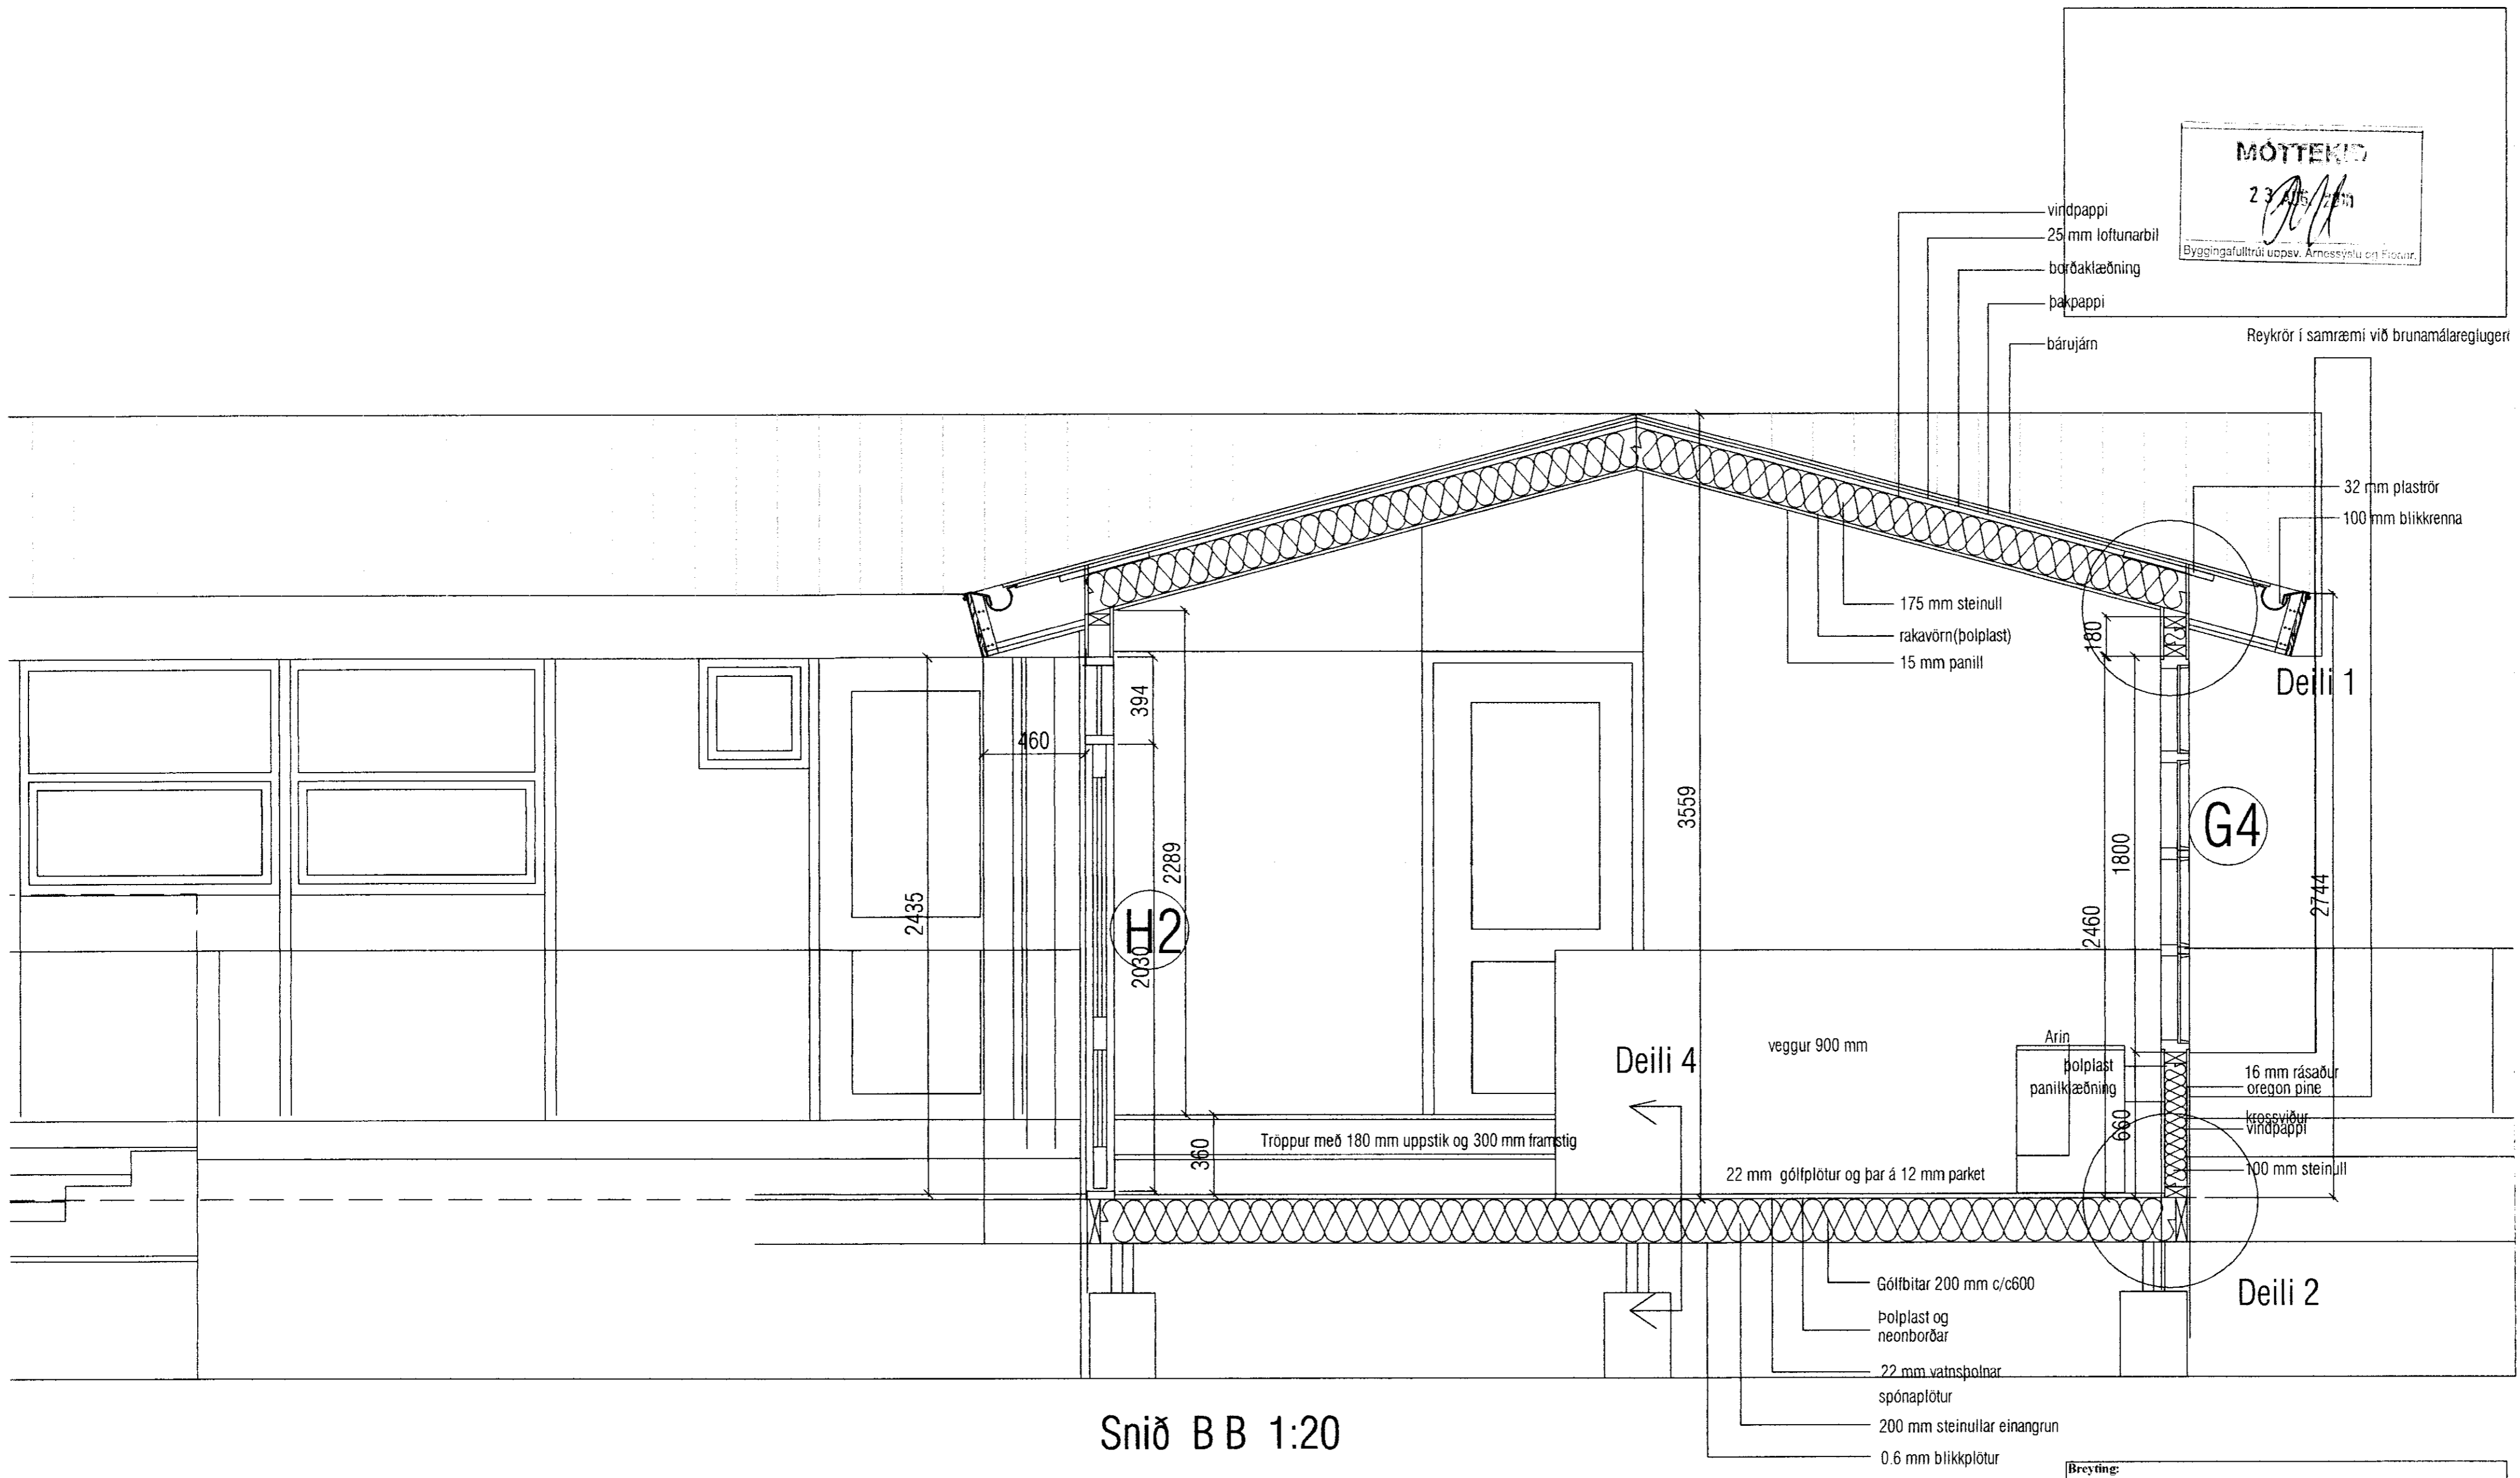 MÓTTEKIÐ
23
Byggingafulltrúi uppsv. Árnessýslu og
vindpappi
25 mm loftunarbil
borðaklæðning
þakpappi
bárujárn
Reykrör í samræmi við brunamálaregluger
32 mm plaströr
100 mm blikkrenna
175 mm steinull
rakavörn(þolplast)
15 mm panill
180
Deili 1
394
460
3559
G4
2289
1800
2435
2744
H2
2460
2030
Deili 4
veggur 900 mm
Arin
þolplast
panilklæðning
16 mm rásaður
oregon pine
krossviður
vindpappi
660
360
Tröppur með 180 mm uppstik og 300 mm framstig
22 mm gólfplötur og þar á 12 mm parket
100 mm steinull
Gólfbitar 200 mm c/c600
Deili 2
Þolplast og
neonborðar
22 mm vatnsþolnar
spónaplötur
200 mm steinullar einangrun
0.6 mm blikkplötur
Snið B B 1:20
Breyting: